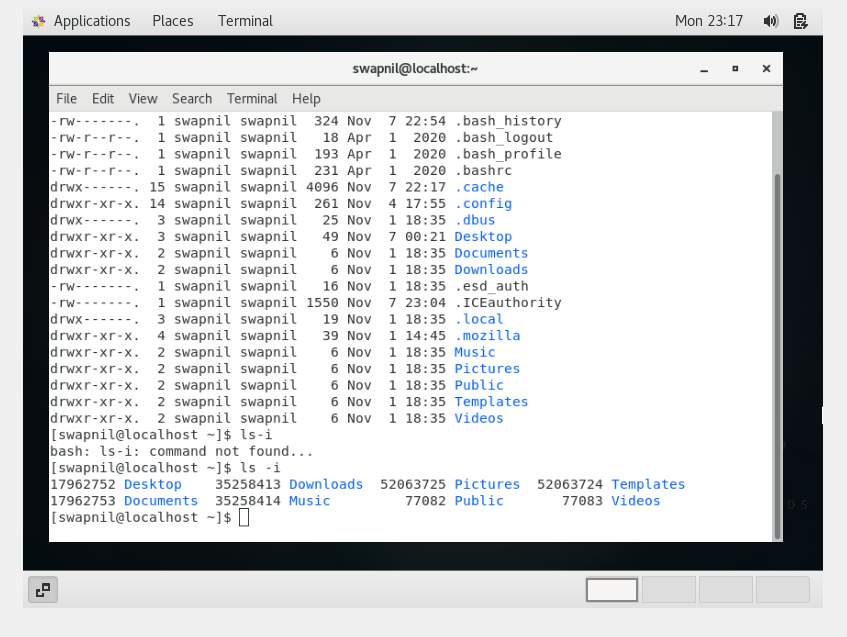 Applications Places Terminal Mon 23:17
swapnil@localhost:~
File Edit View Search Terminal Help
-rw-------. 1 swapnil swapnil 324 Nov 7 22:54 .bash_history
-rw-r--r--. 1 swapnil swapnil 18 Apr 1 2020 .bash_logout
-rw-r--r--. 1 swapnil swapnil 193 Apr 1 2020 .bash_profile
-rw-r--r--. 1 swapnil swapnil 231 Apr 1 2020 .bashrc
drwx------. 15 swapnil swapnil 4096 Nov 7 22:17 .cache
drwxr-xr-x. 14 swapnil swapnil 261 Nov 4 17:55 .config
drwx------. 3 swapnil swapnil 25 Nov 1 18:35 .dbus
drwxr-xr-x. 3 swapnil swapnil 49 Nov 7 00:21 Desktop
drwxr-xr-x. 2 swapnil swapnil 6 Nov 1 18:35 Documents
drwxr-xr-x. 2 swapnil swapnil 6 Nov 1 18:35 Downloads
-rw-------. 1 swapnil swapnil 16 Nov 1 18:35 .esd_auth
-rw-------. 1 swapnil swapnil 1550 Nov 7 23:04 .ICEauthority
drwx------. 3 swapnil swapnil 19 Nov 1 18:35 .local
drwxr-xr-x. 4 swapnil swapnil 39 Nov 1 14:45 .mozilla
drwxr-xr-x. 2 swapnil swapnil 6 Nov 1 18:35 Music
drwxr-xr-x. 2 swapnil swapnil 6 Nov 1 18:35 Pictures
drwxr-xr-x. 2 swapnil swapnil 6 Nov 1 18:35 Public
drwxr-xr-x. 2 swapnil swapnil 6 Nov 1 18:35 Templates
drwxr-xr-x. 2 swapnil swapnil 6 Nov 1 18:35 Videos
[swapnil@localhost ~]$ ls-i
bash: ls-i: command not found...
[swapnil@localhost ~]$ ls -i
17962752 Desktop 35258413 Downloads 52063725 Pictures 52063724 Templates
17962753 Documents 35258414 Music 77082 Public 77083 Videos
[swapnil@localhost ~]$